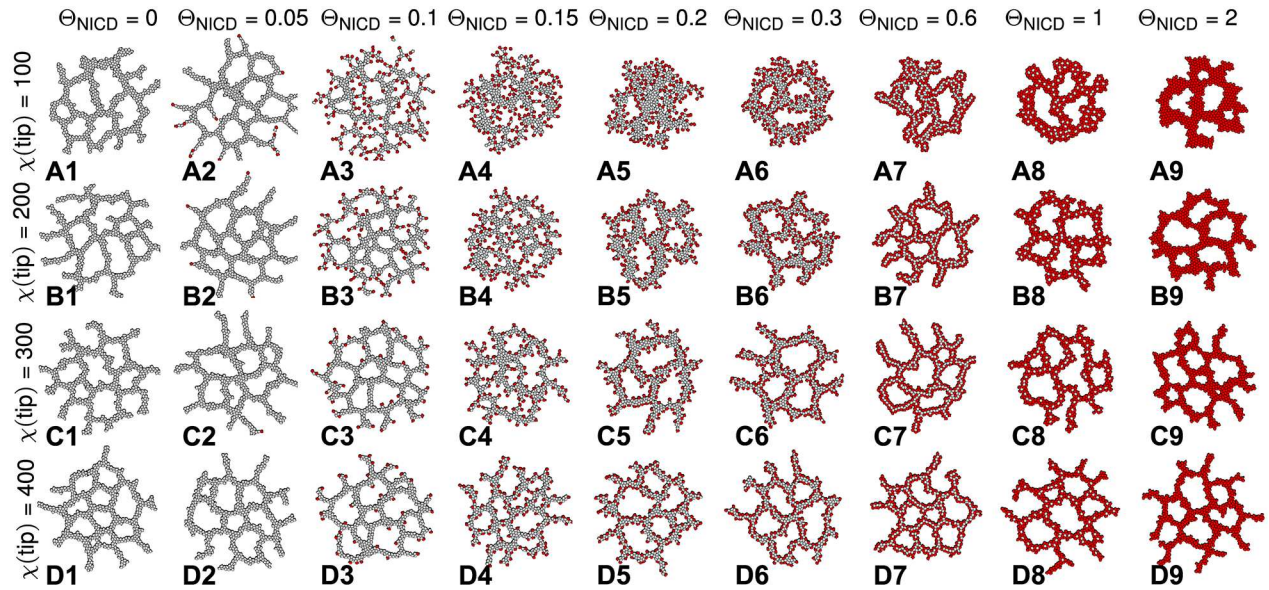 Θ_NICD = 0 Θ_NICD = 0.05 Θ_NICD = 0.1 Θ_NICD = 0.15 Θ_NICD = 0.2 Θ_NICD = 0.3 Θ_NICD = 0.6 Θ_NICD = 1 Θ_NICD = 2
χ(tip) = 100
A1 A2 A3 A4 A5 A6 A7 A8 A9
χ(tip) = 200
B1 B2 B3 B4 B5 B6 B7 B8 B9
χ(tip) = 300
C1 C2 C3 C4 C5 C6 C7 C8 C9
χ(tip) = 400
D1 D2 D3 D4 D5 D6 D7 D8 D9